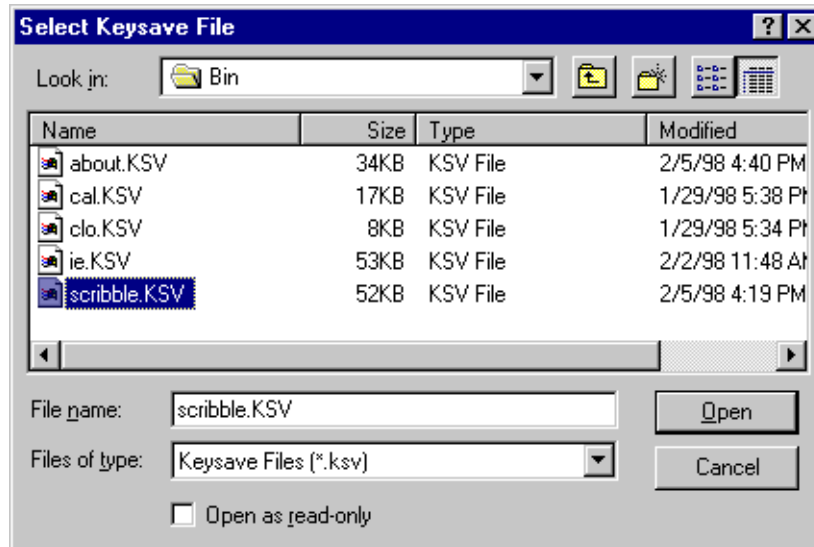 Select Keysave File
Look in: Bin
Name Size Type Modified
about.KSV 34KB KSV File 2/5/98 4:40 PM
cal.KSV 17KB KSV File 1/29/98 5:38 PM
clo.KSV 8KB KSV File 1/29/98 5:34 PM
ie.KSV 53KB KSV File 2/2/98 11:48 AM
scribble.KSV 52KB KSV File 2/5/98 4:19 PM
File name: scribble.KSV Open
Files of type: Keysave Files (*.ksv) Cancel
Open as read-only